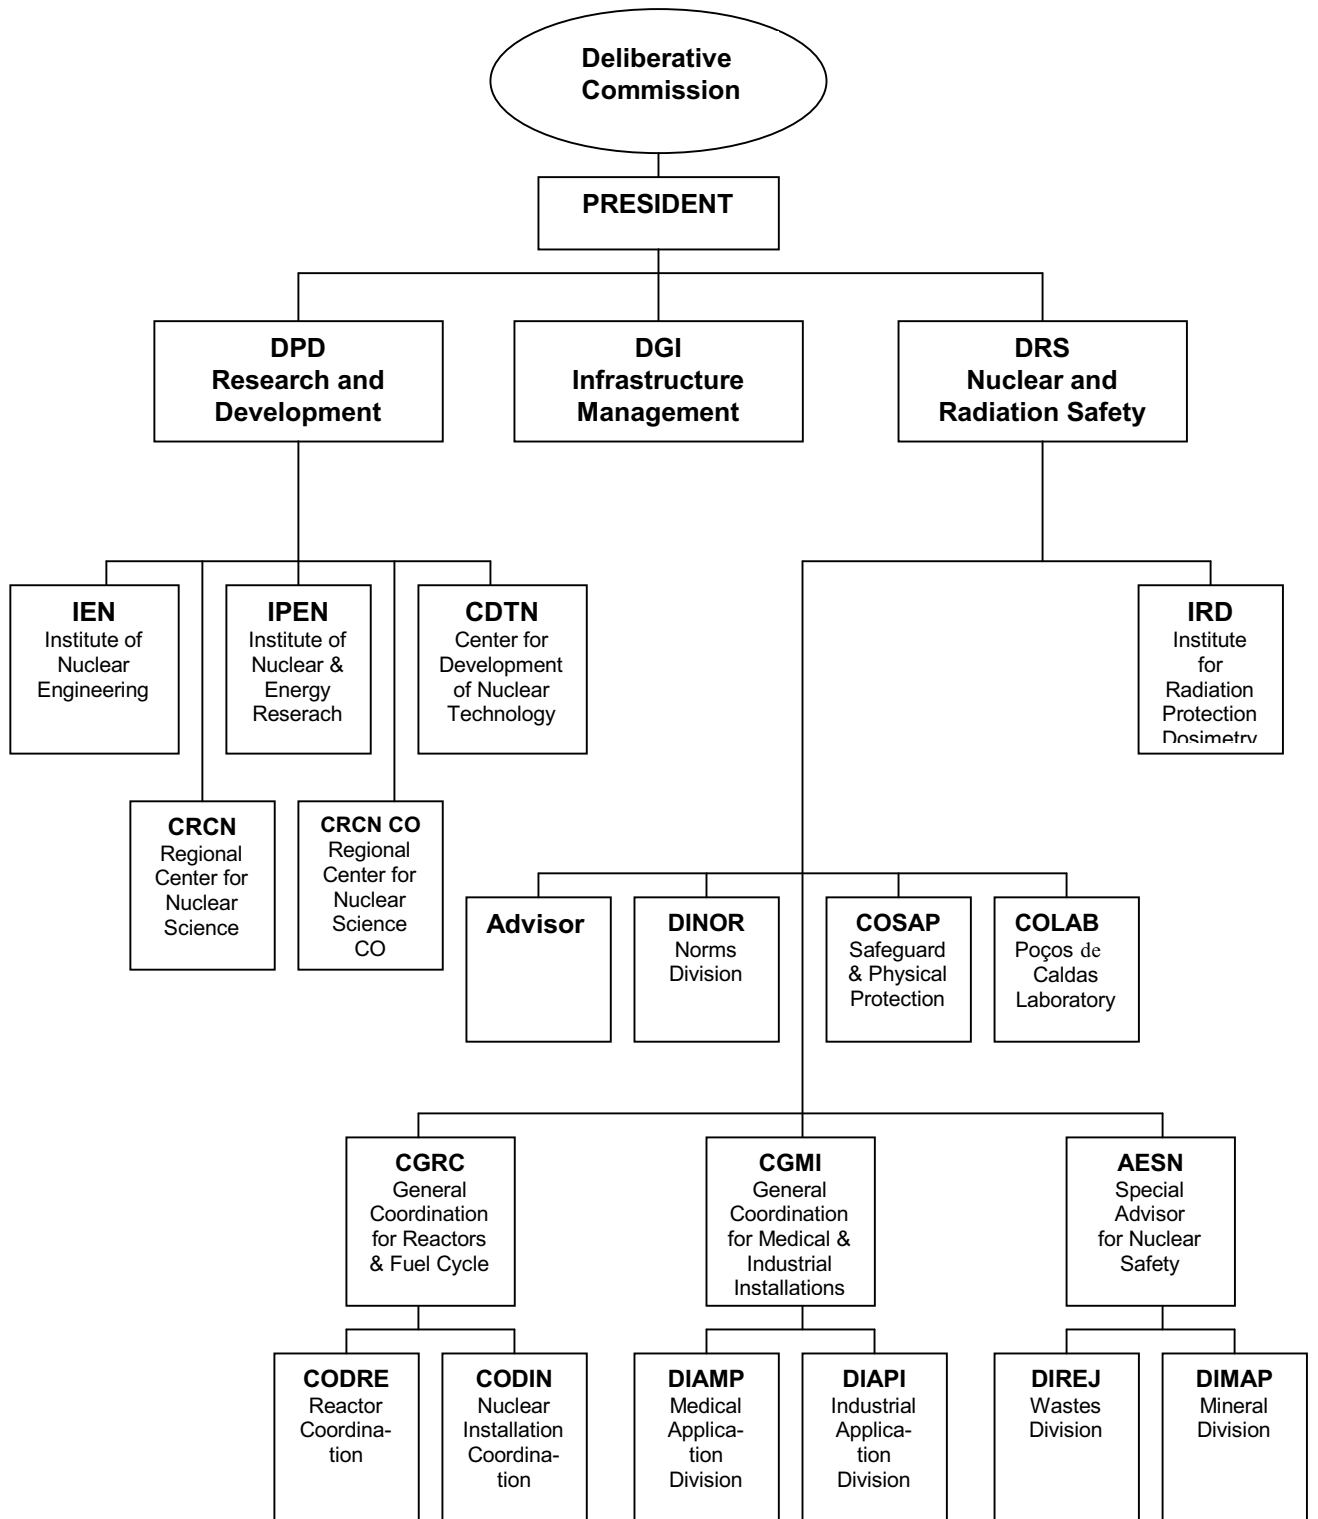 Deliberative
Commission
PRESIDENT
DPD
Research and
Development
DGI
Infrastructure
Management
DRS
Nuclear and
Radiation Safety
IEN
Institute of
Nuclear
Engineering
IPEN
Institute of
Nuclear &
Energy
Reserach
CDTN
Center for
Development
of Nuclear
Technology
IRD
Institute
for
Radiation
Protection
Dosimetry
CRCN
Regional
Center for
Nuclear
Science
CRCN CO
Regional
Center for
Nuclear
Science
CO
Advisor
DINOR
Norms
Division
COSAP
Safeguard
& Physical
Protection
COLAB
Poços de
Caldas
Laboratory
CGRC
General
Coordination
for Reactors
& Fuel Cycle
CGMI
General
Coordination
for Medical &
Industrial
Installations
AESN
Special
Advisor
for Nuclear
Safety
CODRE
Reactor
Coordina-
tion
CODIN
Nuclear
Installation
Coordina-
tion
DIAMP
Medical
Applica-
tion
Division
DIAPI
Industrial
Applica-
tion
Division
DIREJ
Wastes
Division
DIMAP
Mineral
Division